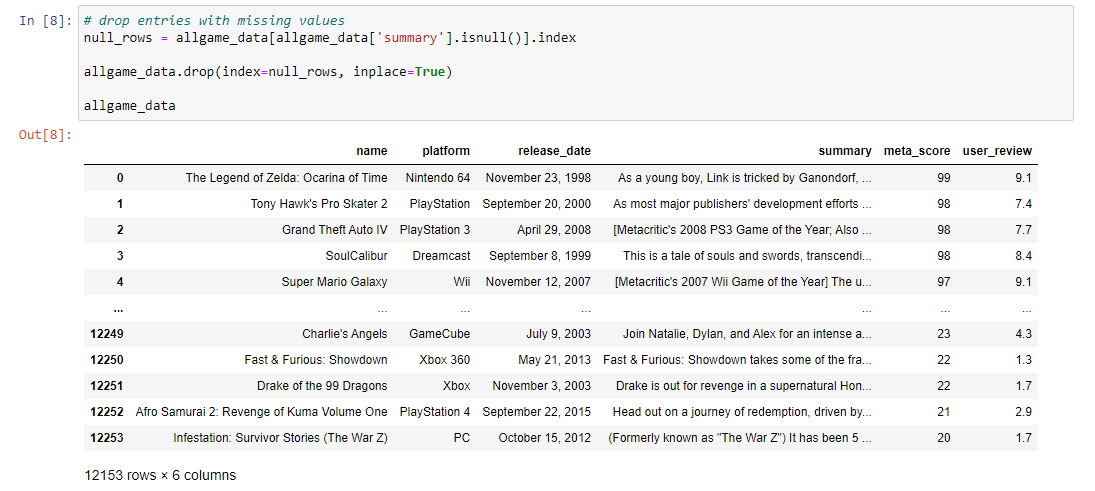 In [8]: # drop entries with missing values
null_rows = allgame_data[allgame_data['summary'].isnull()].index
allgame_data.drop(index=null_rows, inplace=True)
allgame_data
Out[8]:
name platform release_date summary meta_score user_review
0 The Legend of Zelda: Ocarina of Time Nintendo 64 November 23, 1998 As a young boy, Link is tricked by Ganondorf, ... 99 9.1
1 Tony Hawk's Pro Skater 2 PlayStation September 20, 2000 As most major publishers' development efforts ... 98 7.4
2 Grand Theft Auto IV PlayStation 3 April 29, 2008 [Metacritic's 2008 PS3 Game of the Year; Also ... 98 7.7
3 SoulCalibur Dreamcast September 8, 1999 This is a tale of souls and swords, transcendi... 98 8.4
4 Super Mario Galaxy Wii November 12, 2007 [Metacritic's 2007 Wii Game of the Year] The u... 97 9.1
... ... ... ... ... ... ...
12249 Charlie's Angels GameCube July 9, 2003 Join Natalie, Dylan, and Alex for an intense a... 23 4.3
12250 Fast & Furious: Showdown Xbox 360 May 21, 2013 Fast & Furious: Showdown takes some of the fra... 22 1.3
12251 Drake of the 99 Dragons Xbox November 3, 2003 Drake is out for revenge in a supernatural Hon... 22 1.7
12252 Afro Samurai 2: Revenge of Kuma Volume One PlayStation 4 September 22, 2015 Head out on a journey of redemption, driven by... 21 2.9
12253 Infestation: Survivor Stories (The War Z) PC October 15, 2012 (Formerly known as "The War Z") It has been 5 ... 20 1.7
12153 rows × 6 columns